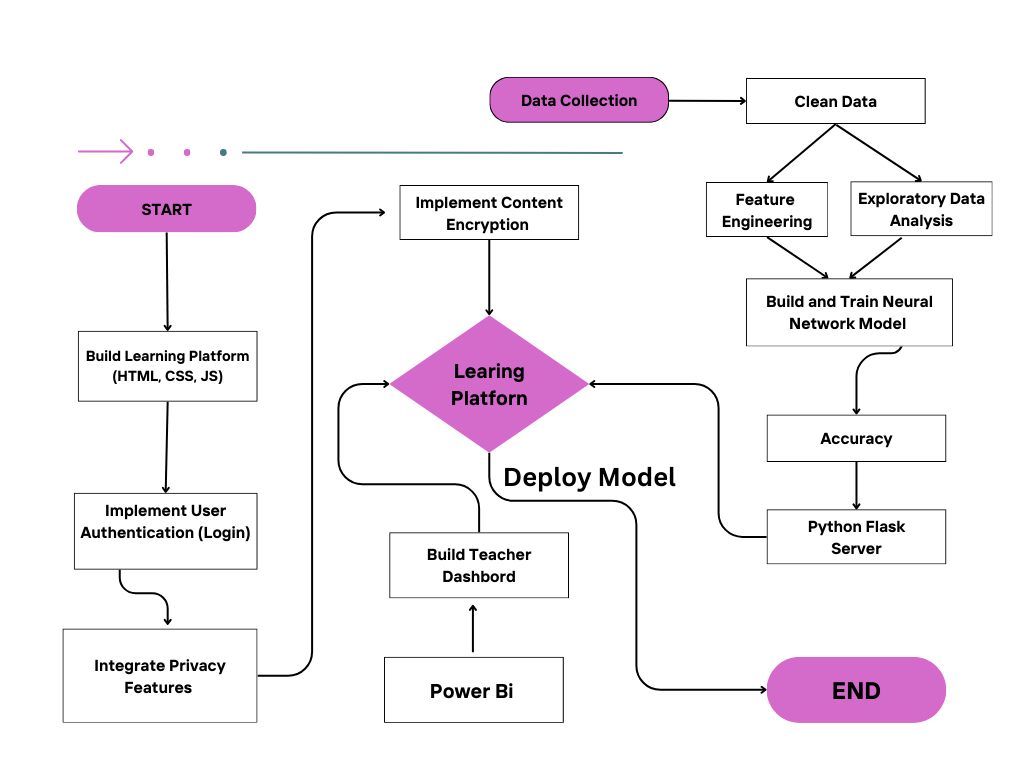 Data Collection
Clean Data
START
Implement Content
Encryption
Feature
Engineering
Exploratory Data
Analysis
Build and Train Neural
Network Model
Build Learning Platform
(HTML, CSS, JS)
Learing
Platforn
Accuracy
Deploy Model
Implement User
Authentication (Login)
Python Flask
Server
Build Teacher
Dashbord
Integrate Privacy
Features
Power Bi
END